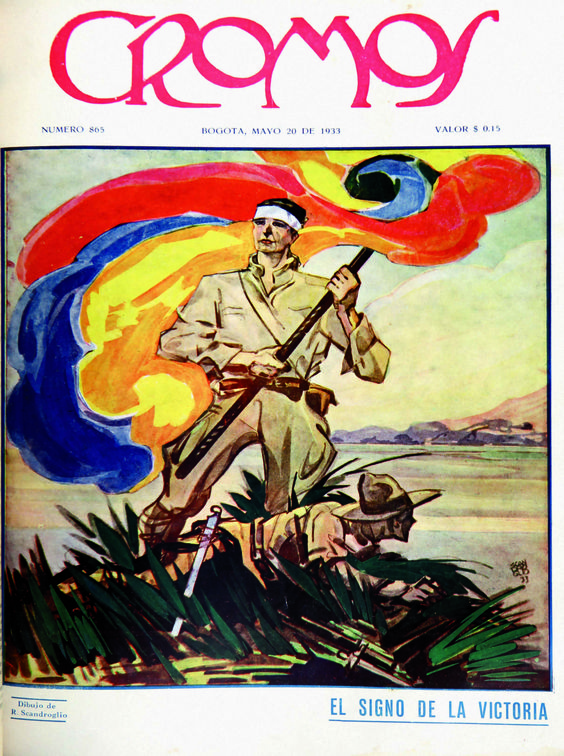 CROMOS
NUMERO 865
BOGOTA, MAYO 20 DE 1933
VALOR $ 0.15
33
Dibujo de
R. Scandroglio
EL SIGNO DE LA VICTORIA